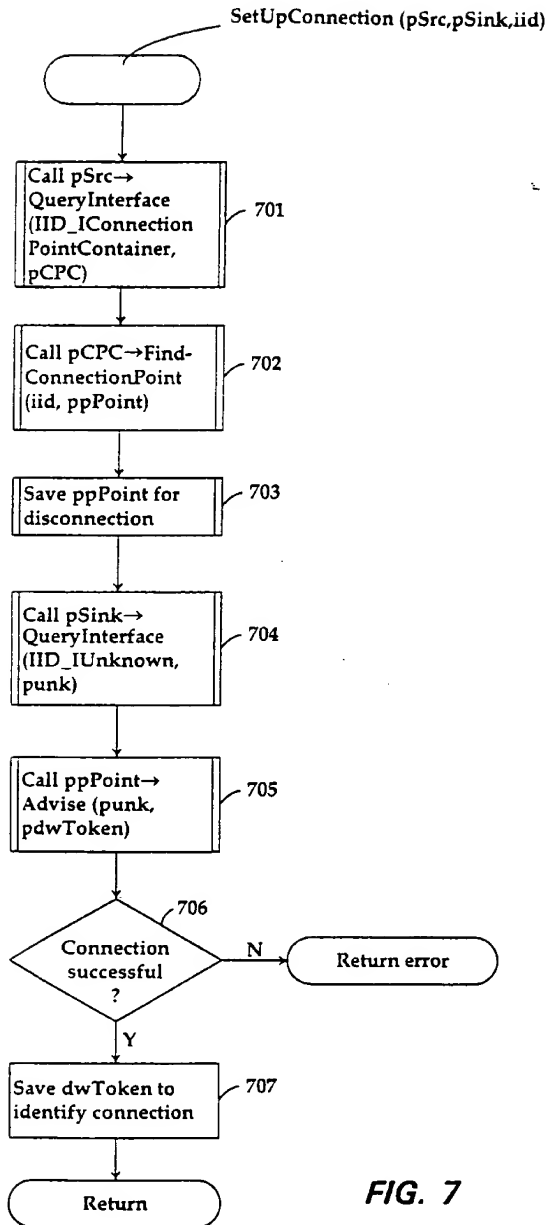 SetUpConnection (pSrc,pSink,iid)
Call pSrc→
QueryInterface
(IID_IConnection
PointContainer,
pCPC)
701
Call pCPC→Find-
ConnectionPoint
(iid, ppPoint)
702
Save ppPoint for
disconnection
703
Call pSink→
QueryInterface
(IID_IUnknown,
punk)
704
Call ppPoint→
Advise (punk,
pdwToken)
705
706
Connection
successful
?
N
Return error
Y
Save dwToken to
identify connection
707
Return
FIG. 7